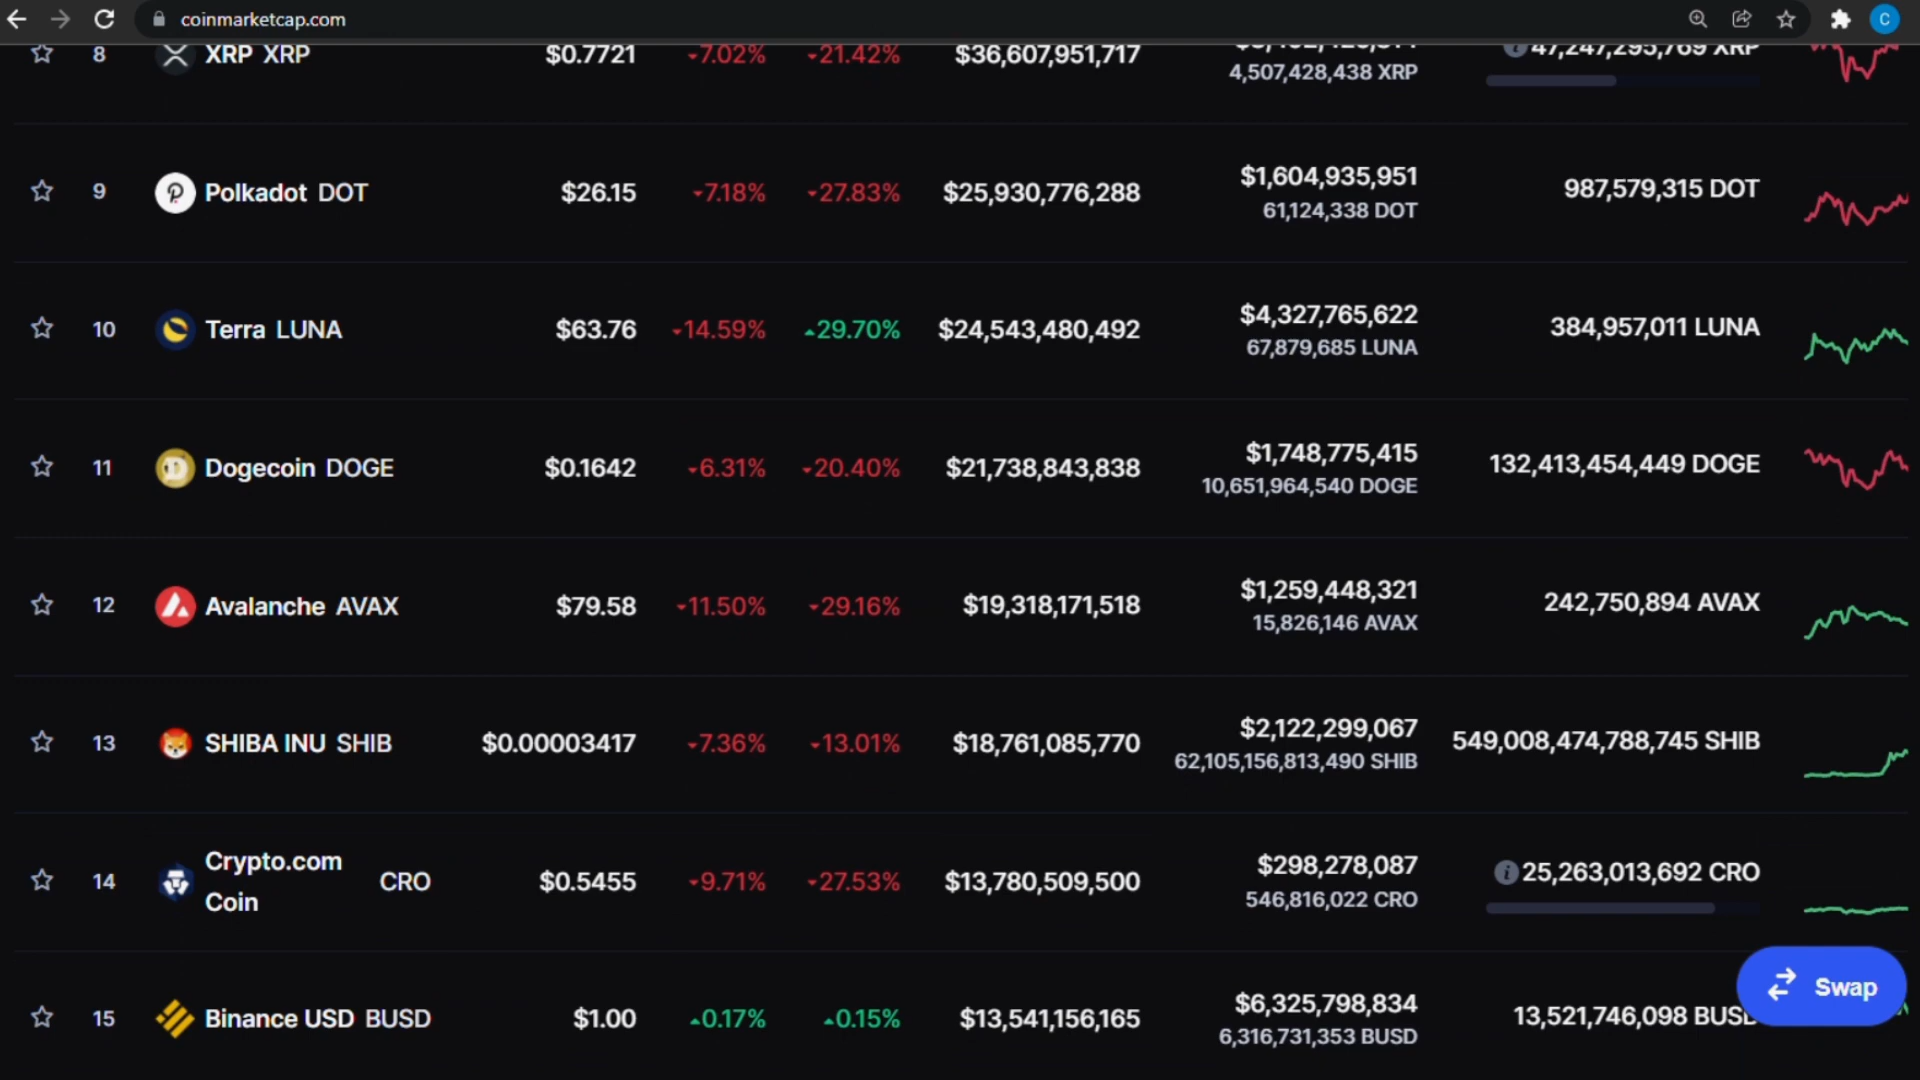 coinmarketcap.com
C
8 XRP XRP $0.7721 7.02% 21.42% $36,607,951,717 47,247,295,769 XRP
4,507,428,438 XRP
9 Polkadot DOT $26.15 7.18% 27.83% $25,930,776,288 $1,604,935,951 987,579,315 DOT
61,124,338 DOT
10 Terra LUNA $63.76 14.59% 29.70% $24,543,480,492 $4,327,765,622 384,957,011 LUNA
67,879,685 LUNA
11 Dogecoin DOGE $0.1642 6.31% 20.40% $21,738,843,838 $1,748,775,415 132,413,454,449 DOGE
10,651,964,540 DOGE
12 Avalanche AVAX $79.58 11.50% 29.16% $19,318,171,518 $1,259,448,321 242,750,894 AVAX
15,826,146 AVAX
13 SHIBA INU SHIB $0.00003417 7.36% 13.01% $18,761,085,770 $2,122,299,067 549,008,474,788,745 SHIB
62,105,156,813,490 SHIB
14 Crypto.com Coin CRO $0.5455 9.71% 27.53% $13,780,509,500 $298,278,087 25,263,013,692 CRO
546,816,022 CRO
15 Binance USD BUSD $1.00 0.17% 0.15% $13,541,156,165 $6,325,798,834 13,521,746,098 BUSD
6,316,731,353 BUSD
Swap